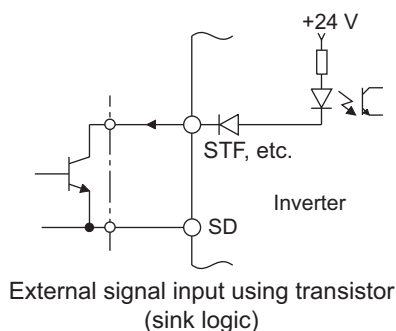 +24 V
STF, etc.
Inverter
SD
External signal input using transistor
(sink logic)